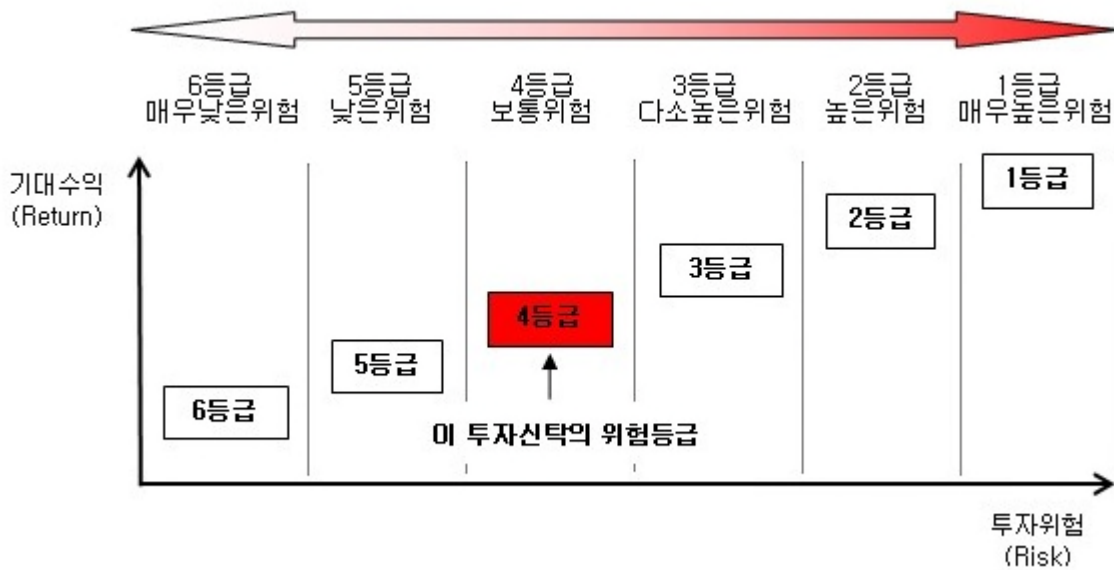 6등급
매우낮은위험
5등급
낮은위험
4등급
보통위험
3등급
다소높은위험
2등급
높은위험
1등급
매우높은위험
기대수익
(Return)
1등급
2등급
3등급
4등급
5등급
6등급
이 투자신탁의 위험등급
투자위험
(Risk)